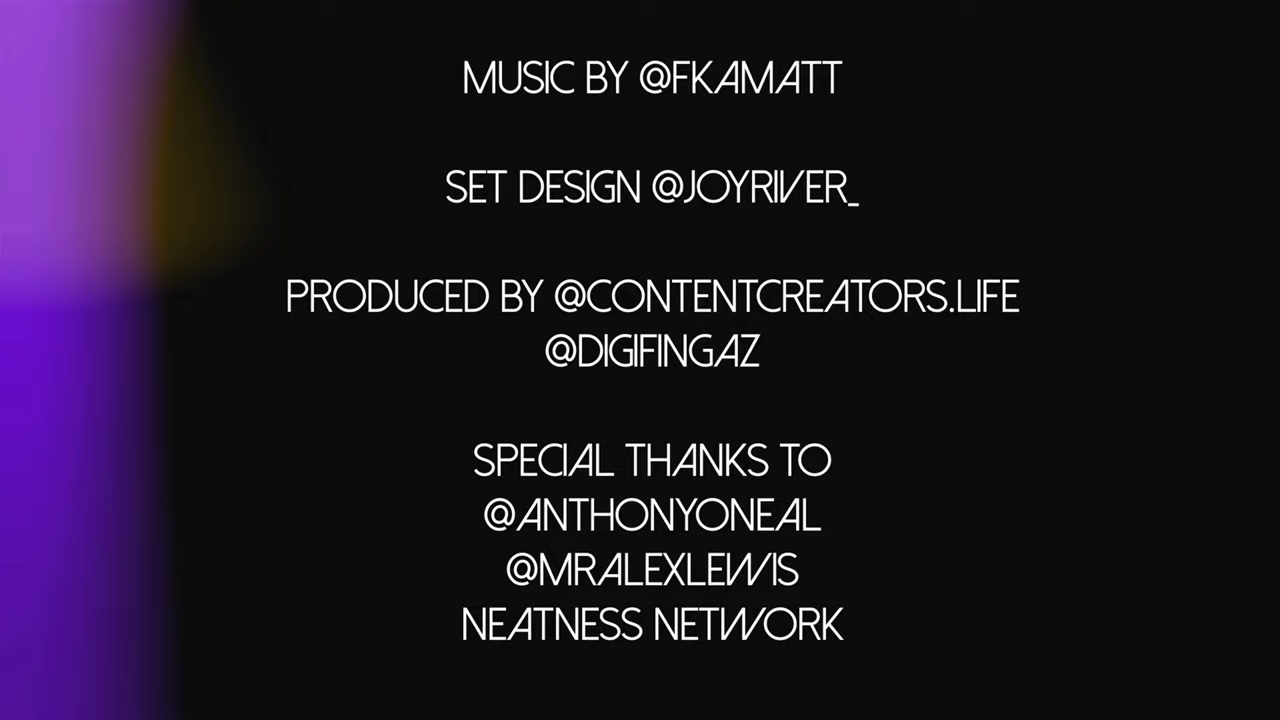 MUSIC BY @FKAMATT
SET DESIGN @JOYRIVER_
PRODUCED BY @CONTENTCREATORS.LIFE
@DIGIFINGAZ
SPECIAL THANKS TO
@ANTHONYONEAL
@MRALEXLEWIS
NEATNESS NETWORK